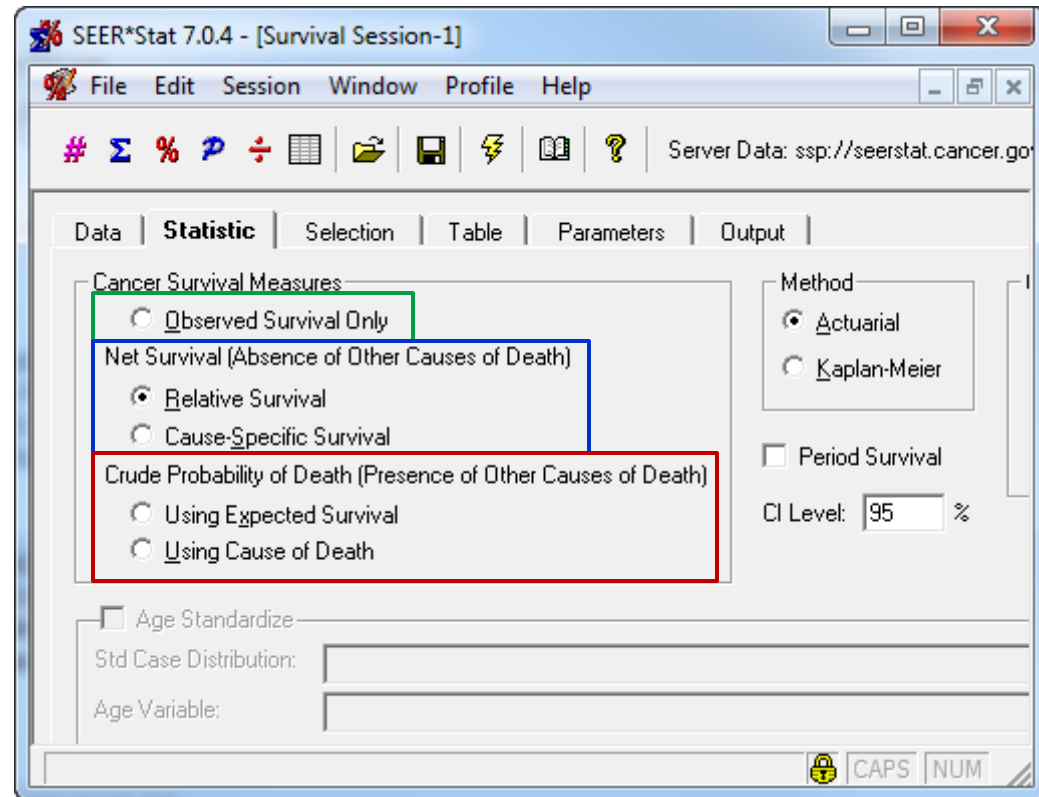 SEER*Stat 7.0.4 - [Survival Session-1]
File Edit Session Window Profile Help
Server Data: ssp://seerstat.cancer.go
Data Statistic Selection Table Parameters Output
Cancer Survival Measures
Observed Survival Only
Net Survival (Absence of Other Causes of Death)
Relative Survival
Cause-Specific Survival
Crude Probability of Death (Presence of Other Causes of Death)
Using Expected Survival
Using Cause of Death
Method
Actuarial
Kaplan-Meier
Period Survival
CI Level: 95 %
Age Standardize
Std Case Distribution:
Age Variable:
CAPS NUM